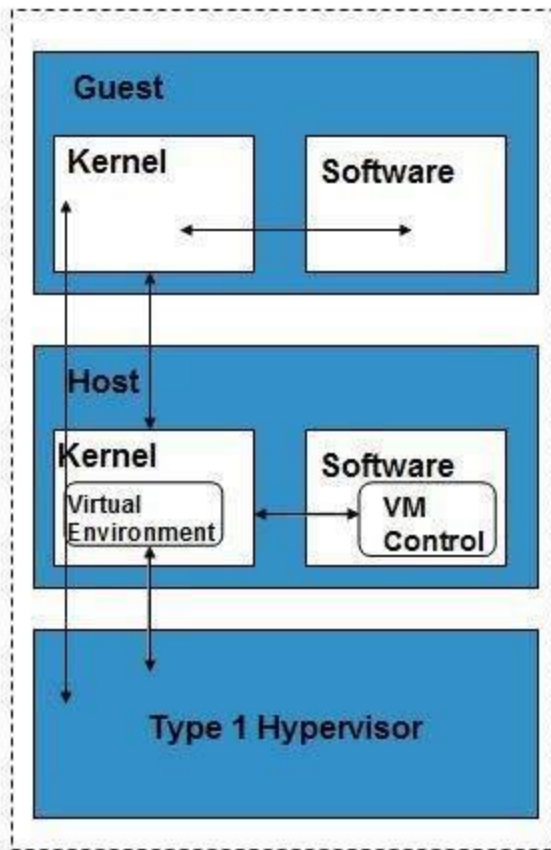 Guest
Kernel
Software
Host
Kernel
Virtual
Environment
Software
VM
Control
Type 1 Hypervisor